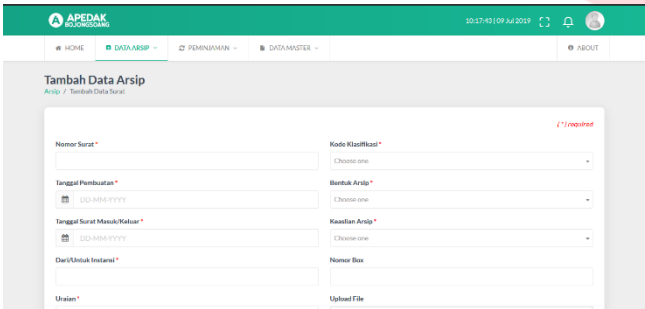 APEDAK
BOJONGSOANG
10:17:43 | 09 Jul 2019
HOME
DATA ARSIP
PEMINJAMAN
DATA MASTER
ABOUT
Tambah Data Arsip
Arsip / Tambah Data Surat
(*) required
Nomor Surat *
Kode Klasifikasi *
Choose one
Tanggal Pembuatan *
Bentuk Arsip *
DD-MM-YYYY
Choose one
Tanggal Surat Masuk/Keluar *
Keaslian Arsip *
DD-MM-YYYY
Choose one
Dari/Untuk Instansi *
Nomor Box
Uraian *
Upload File